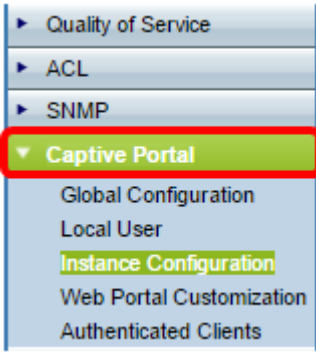 Quality of Service
ACL
SNMP
Captive Portal
Global Configuration
Local User
Instance Configuration
Web Portal Customization
Authenticated Clients